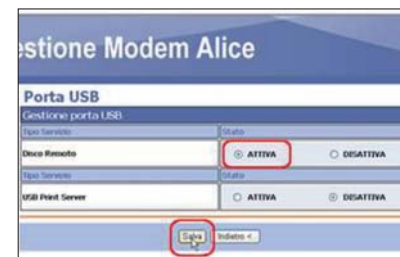 estione Modem Alice
Porta USB
Gestione porta USB
Tipo Servizio Stato
Disco Remoto ATTIVA DISATTIVA
Tipo Servizio Stato
USB Print Server ATTIVA DISATTIVA
Salva Indietro <